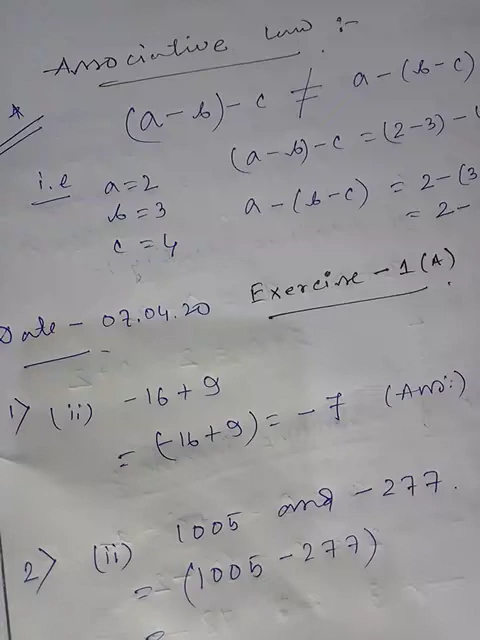 Associative law :-
* (a-b)-c ≠ a-(b-c)
i.e a=2 (a-b)-c =(2-3)-
b=3 a-(b-c) = 2-(3
c=4 = 2-
Date - 07.04.20 Exercise - 1(A).
1) (ii) -16+9
= (-16+9) = -7 (Ans:)
2) (ii) 1005 and -277.
= (1005-277)